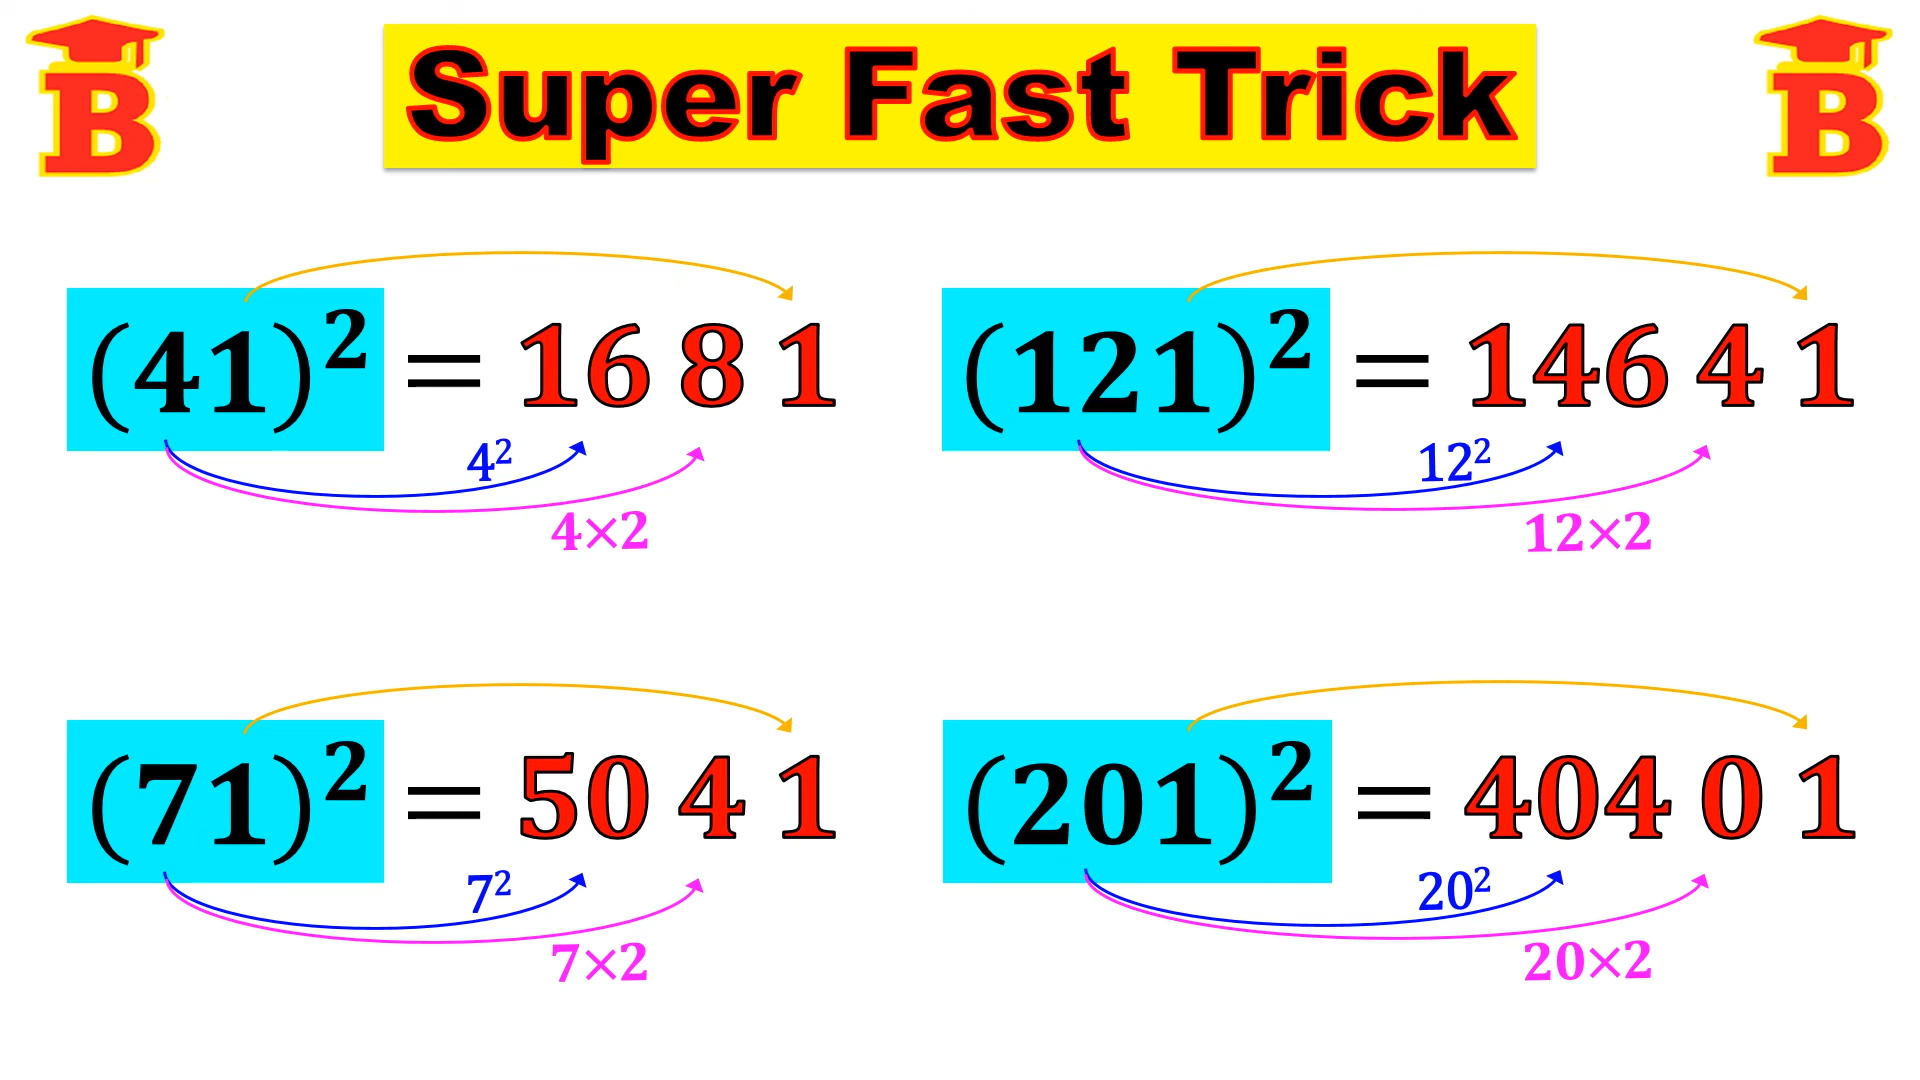 B Super Fast Trick B
(41)² = 16 8 1
4²
4×2
(121)² = 146 4 1
12²
12×2
(71)² = 50 4 1
7²
7×2
(201)² = 404 0 1
20²
20×2